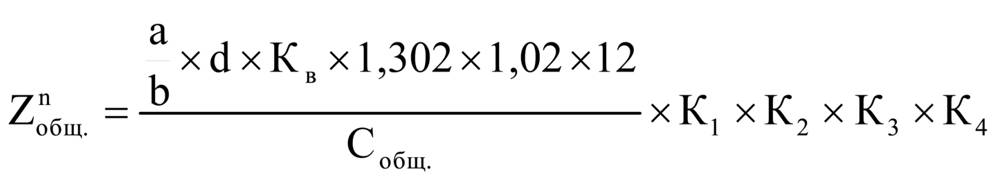 Z^n_общ. = (a/b × d × К_в × 1,302 × 1,02 × 12) / С_общ. × К_1 × К_2 × К_3 × К_4